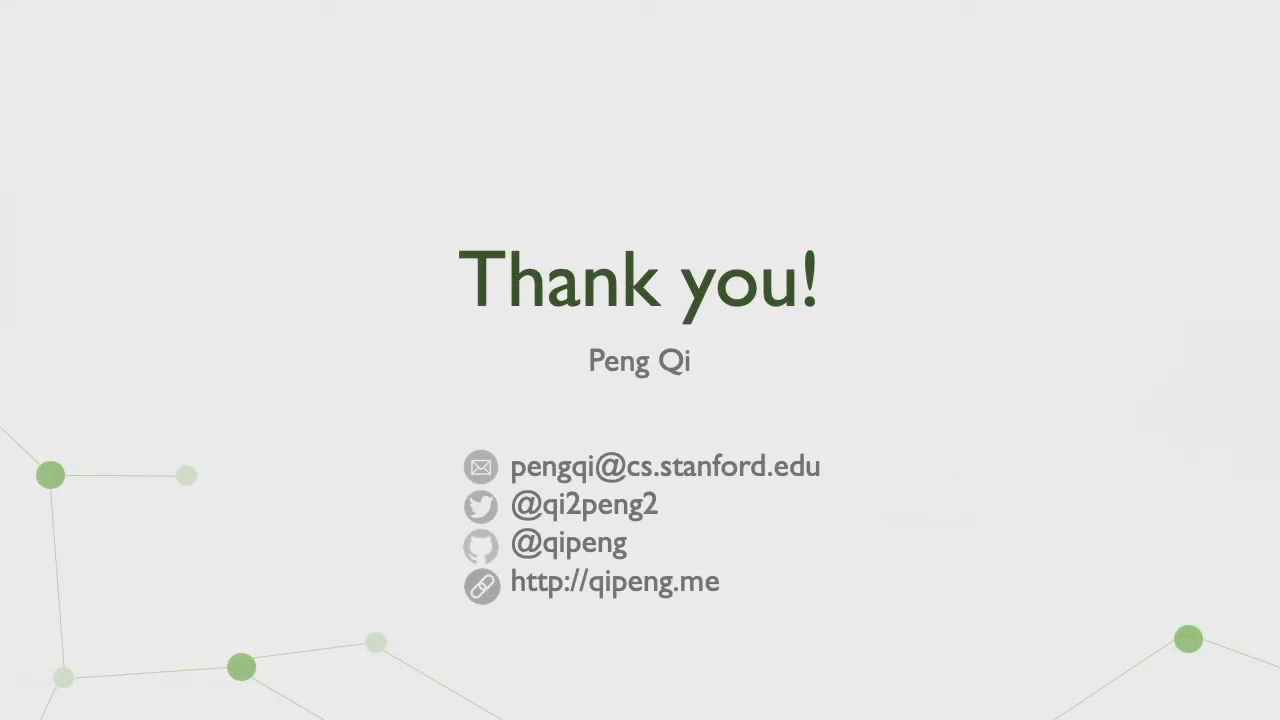 Thank you!
Peng Qi
pengqi@cs.stanford.edu
@qi2peng2
@qipeng
http://qipeng.me